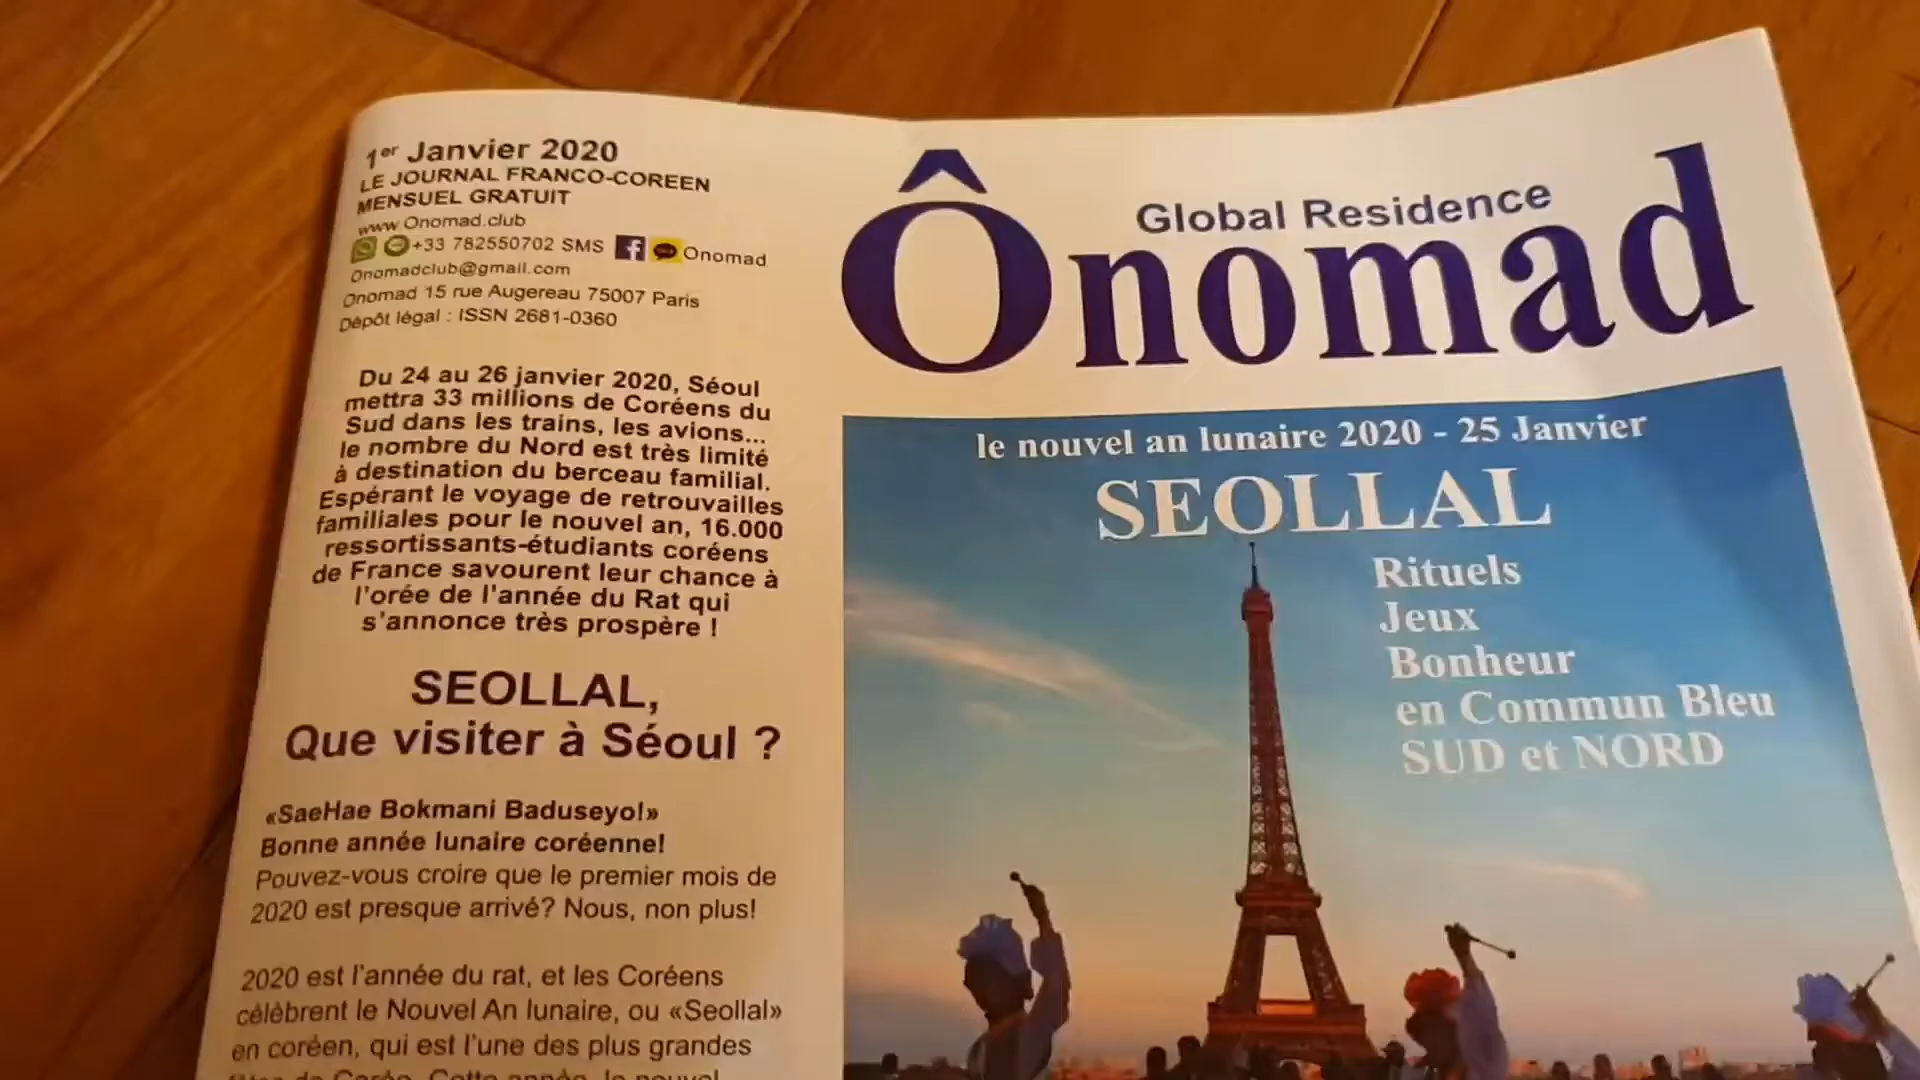 1er Janvier 2020
LE JOURNAL FRANCO-COREEN
MENSUEL GRATUIT
www.Onomad.club
+33 782550702 SMS Onomad
Onomadclub@gmail.com
Onomad 15 rue Augereau 75007 Paris
Dépôt légal : ISSN 2681-0360
Du 24 au 26 janvier 2020, Séoul
mettra 33 millions de Coréens du
Sud dans les trains, les avions...
le nombre du Nord est très limité
à destination du berceau familial.
Espérant le voyage de retrouvailles
familiales pour le nouvel an, 16.000
ressortissants-étudiants coréens
de France savourent leur chance à
l'orée de l'année du Rat qui
s'annonce très prospère !
SEOLLAL,
Que visiter à Séoul ?
«SaeHae Bokmani Baduseyo!»
Bonne année lunaire coréenne!
Pouvez-vous croire que le premier mois de
2020 est presque arrivé? Nous, non plus!
2020 est l'année du rat, et les Coréens
célèbrent le Nouvel An lunaire, ou «Seollal»
en coréen, qui est l'une des plus grandes
Global Residence
Ônomad
le nouvel an lunaire 2020 - 25 Janvier
SEOLLAL
Rituels
Jeux
Bonheur
en Commun Bleu
SUD et NORD